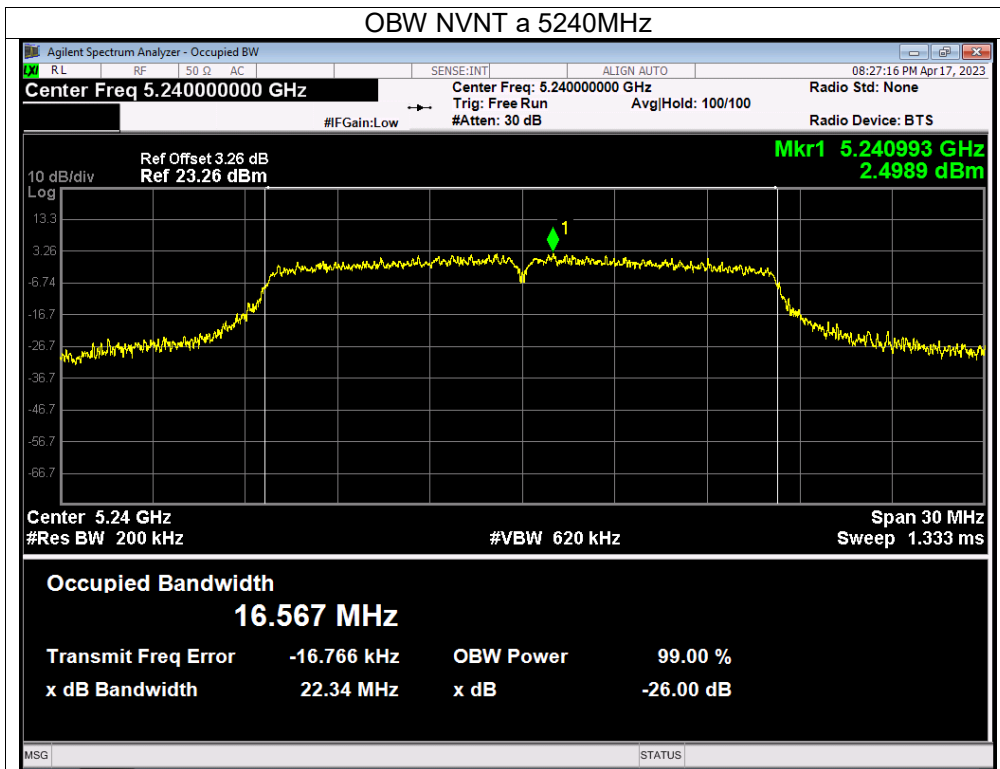 OBW NVNT a 5240MHz
Agilent Spectrum Analyzer - Occupied BW
LXI RL RF 50 Ω AC SENSE:INT ALIGN AUTO 08:27:16 PM Apr 17, 2023
Center Freq 5.240000000 GHz Center Freq: 5.240000000 GHz Radio Std: None
Trig: Free Run Avg|Hold: 100/100
#IFGain:Low #Atten: 30 dB Radio Device: BTS
Mkr1 5.240993 GHz
Ref Offset 3.26 dB
10 dB/div Ref 23.26 dBm 2.4989 dBm
Log
13.3
1
3.26
-6.74
-16.7
-26.7
-36.7
-46.7
-56.7
-66.7
Center 5.24 GHz Span 30 MHz
#Res BW 200 kHz #VBW 620 kHz Sweep 1.333 ms
Occupied Bandwidth
16.567 MHz
Transmit Freq Error -16.766 kHz OBW Power 99.00 %
x dB Bandwidth 22.34 MHz x dB -26.00 dB
MSG STATUS